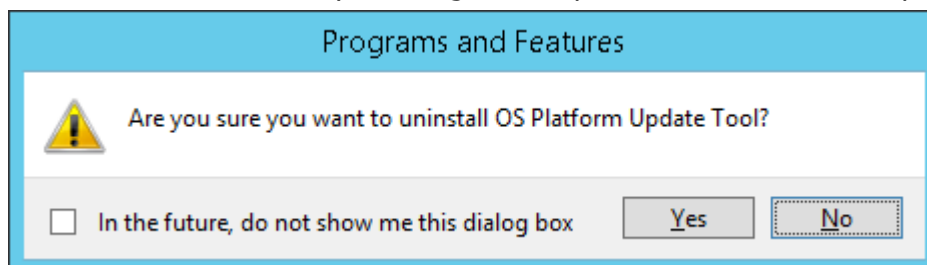 Programs and Features
Are you sure you want to uninstall OS Platform Update Tool?
In the future, do not show me this dialog box
Yes
No